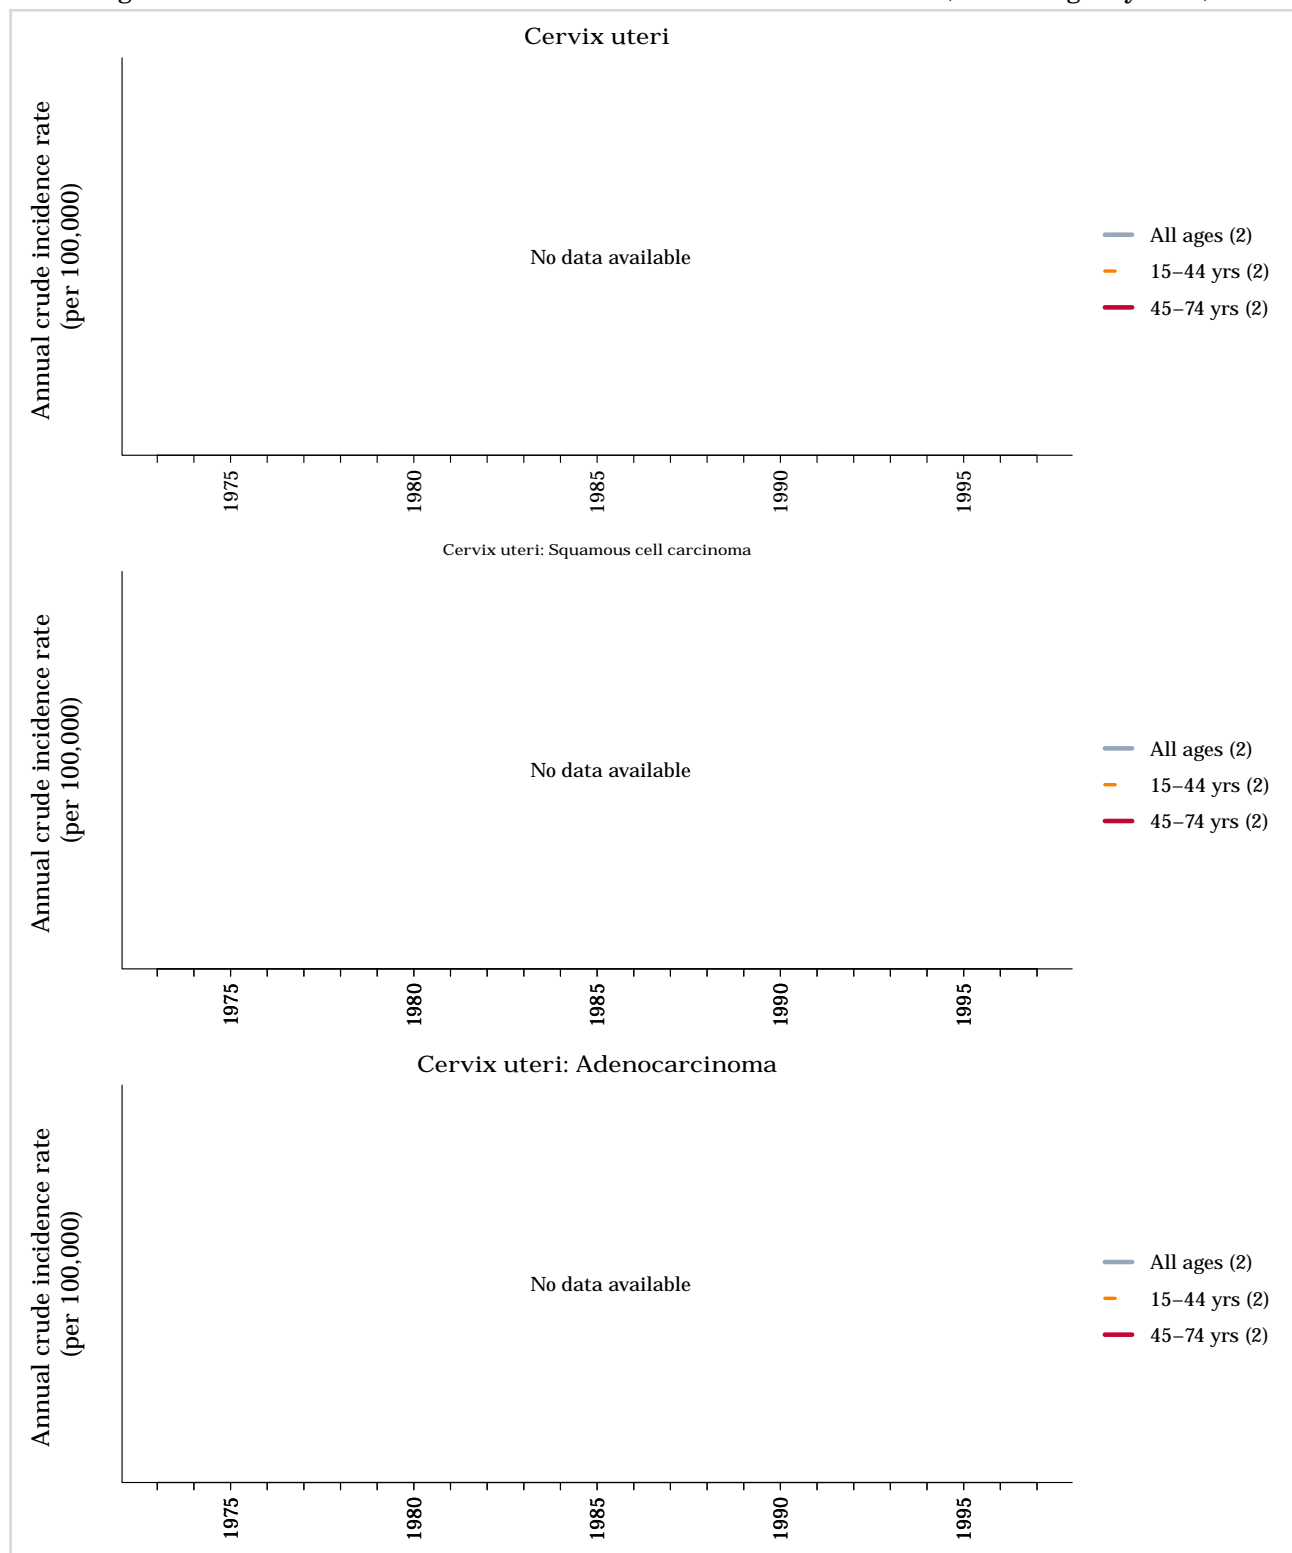 Cervix uteri
Annual crude incidence rate
(per 100,000)
No data available
All ages (2)
15–44 yrs (2)
45–74 yrs (2)
1975
1980
1985
1990
1995
Cervix uteri: Squamous cell carcinoma
Annual crude incidence rate
(per 100,000)
No data available
All ages (2)
15–44 yrs (2)
45–74 yrs (2)
1975
1980
1985
1990
1995
Cervix uteri: Adenocarcinoma
Annual crude incidence rate
(per 100,000)
No data available
All ages (2)
15–44 yrs (2)
45–74 yrs (2)
1975
1980
1985
1990
1995